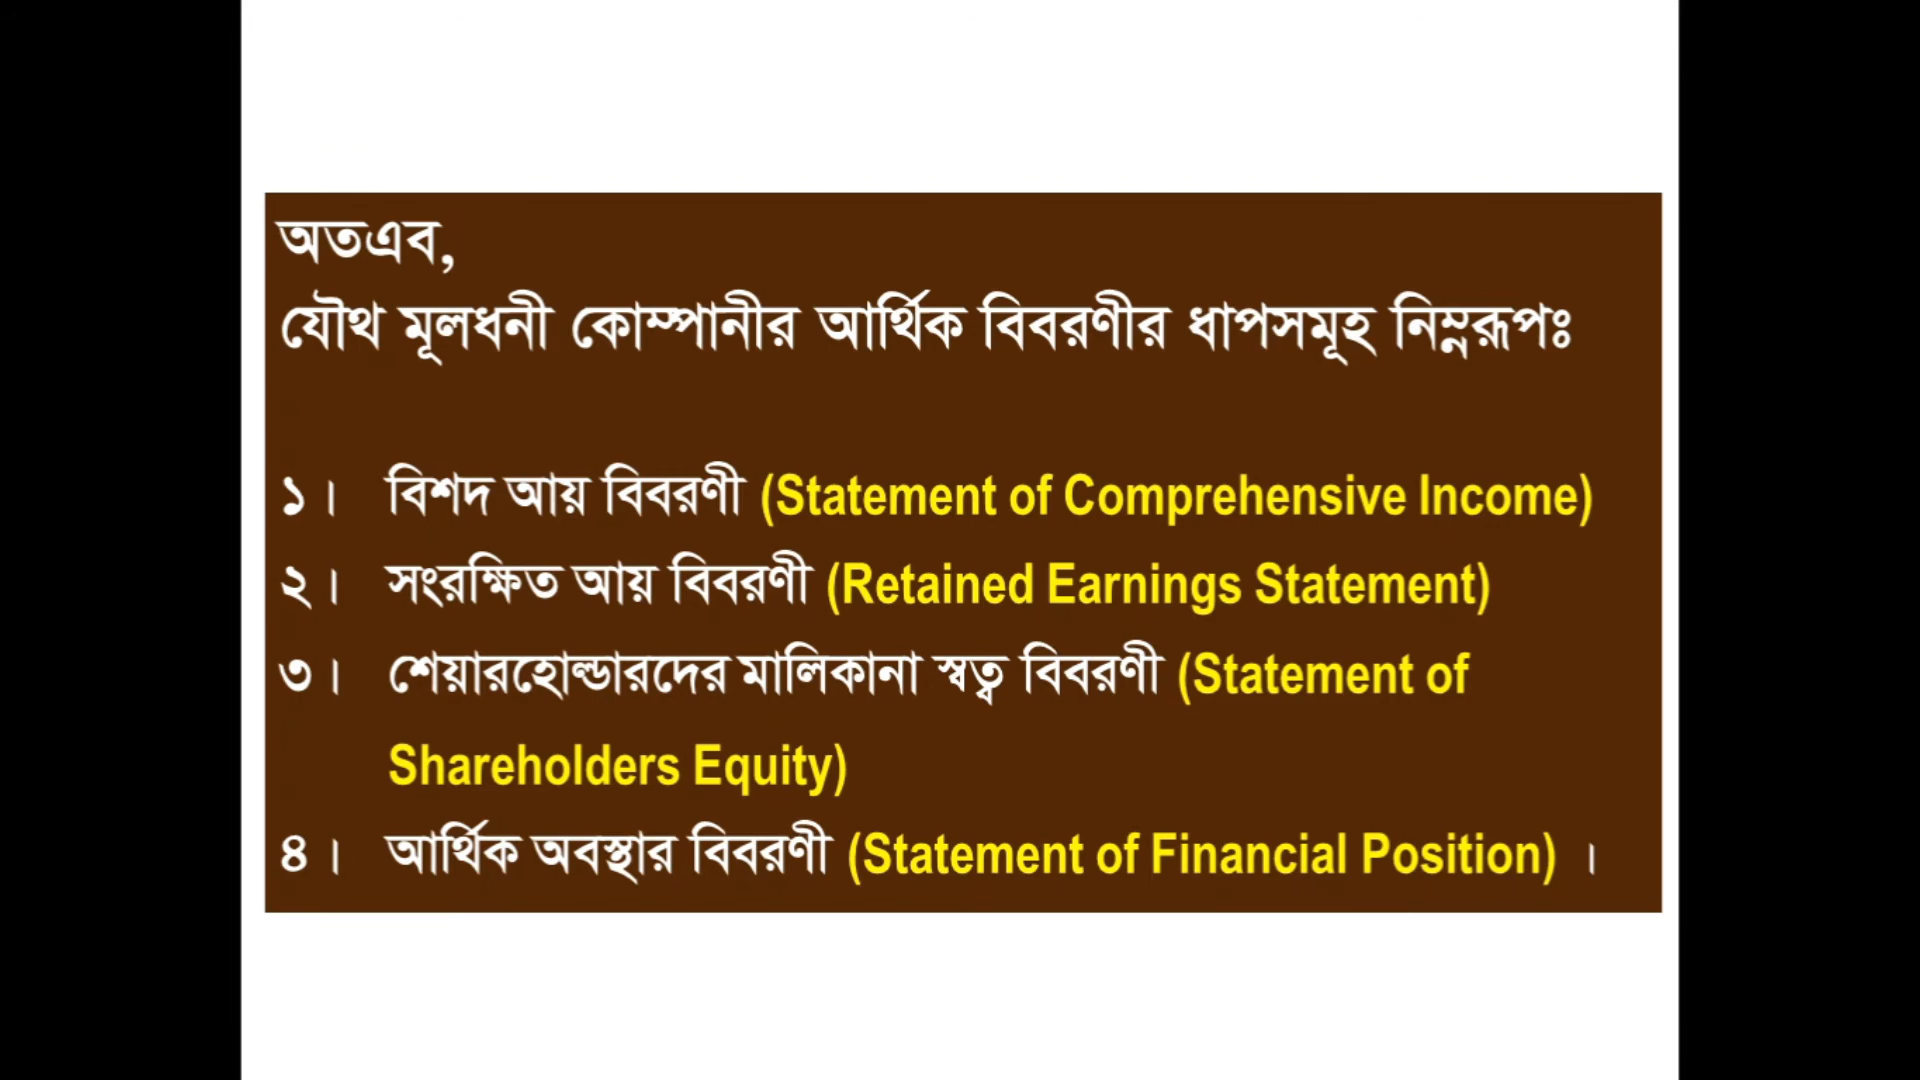 অতএব,
যৌথ মূলধনী কোম্পানীর আর্থিক বিবরণীর ধাপসমূহ নিম্নরূপঃ
১। বিশদ আয় বিবরণী (Statement of Comprehensive Income)
২। সংরক্ষিত আয় বিবরণী (Retained Earnings Statement)
৩। শেয়ারহোল্ডারদের মালিকানা স্বত্ব বিবরণী (Statement of
Shareholders Equity)
৪। আর্থিক অবস্থার বিবরণী (Statement of Financial Position) ।